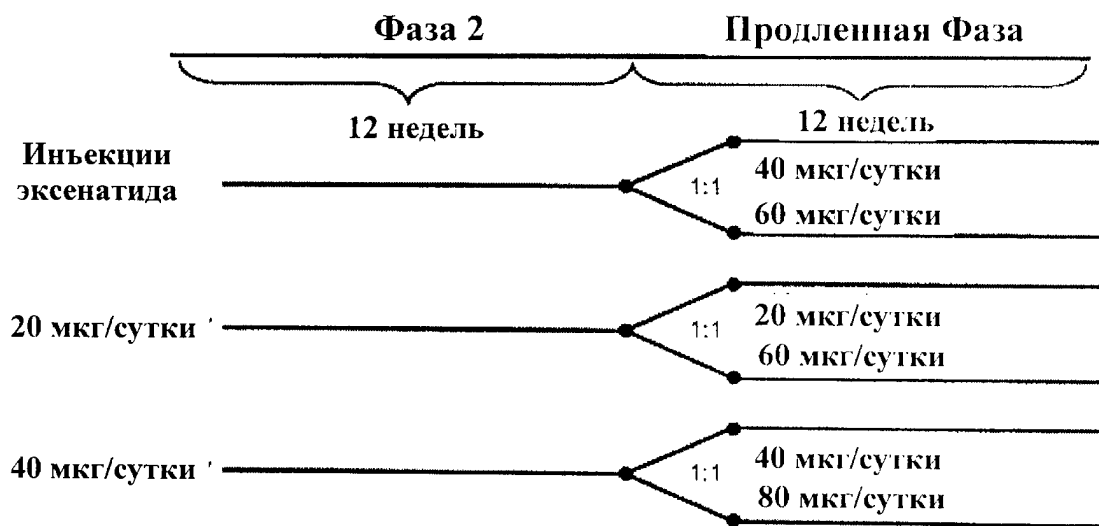 Фаза 2
Продленная Фаза
12 недель
12 недель
Инъекции
эксенатида
1:1
40 мкг/сутки
60 мкг/сутки
20 мкг/сутки
1:1
20 мкг/сутки
60 мкг/сутки
40 мкг/сутки
1:1
40 мкг/сутки
80 мкг/сутки